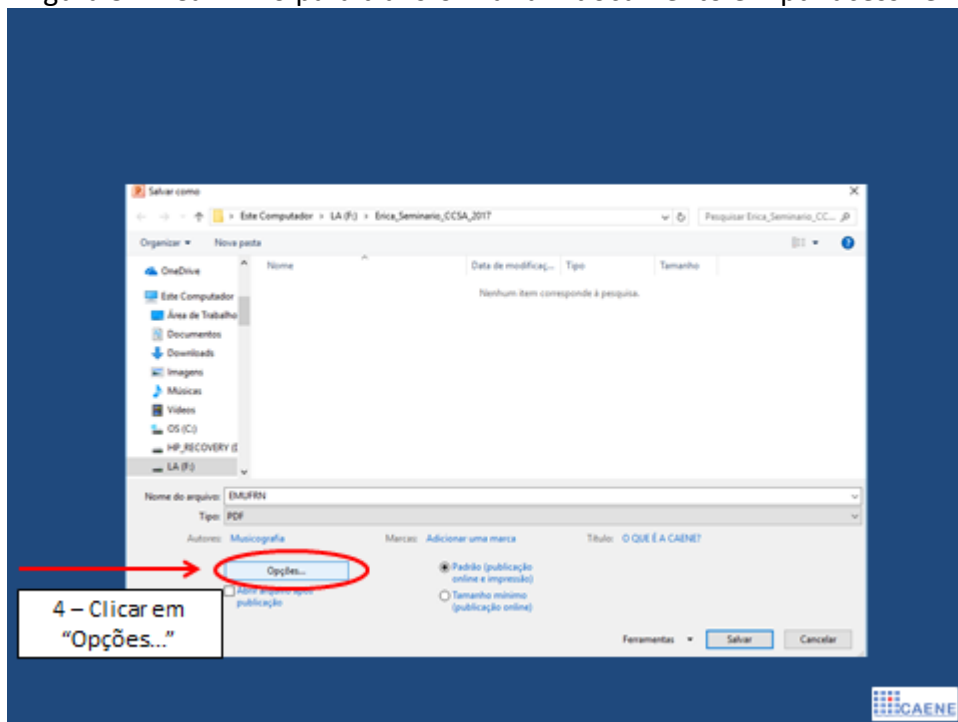 Salvar como
Este Computador > LA (F:) > Erica_Seminario_CCSA_2017
Pesquisar Erica_Seminario_CC...
Organizar
Nova pasta
Nome
Data de modificaç...
Tipo
Tamanho
Nenhum item corresponde à pesquisa.
OneDrive
Este Computador
Área de Trabalho
Documentos
Downloads
Imagens
Músicas
Vídeos
OS (C:)
HP_RECOVERY (D
LA (F:)
Nome do arquivo: EMUFRN
Tipo: PDF
Autores: Musicografia
Marcas: Adicionar uma marca
Título: O QUE É A CAENE?
Opções...
Abrir arquivo após
publicação
Padrão (publicação
online e impressão)
Tamanho mínimo
(publicação online)
4 – Clicar em
“Opções...”
Ferramentas
Salvar
Cancelar
CAENE